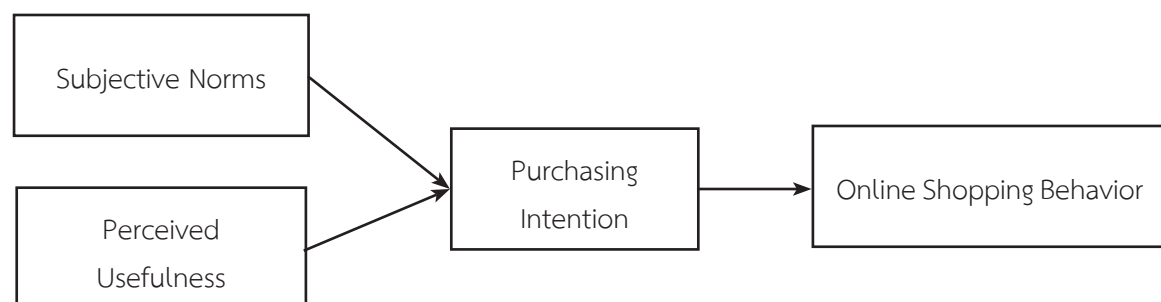 Subjective Norms
Perceived
Usefulness
Purchasing
Intention
Online Shopping Behavior